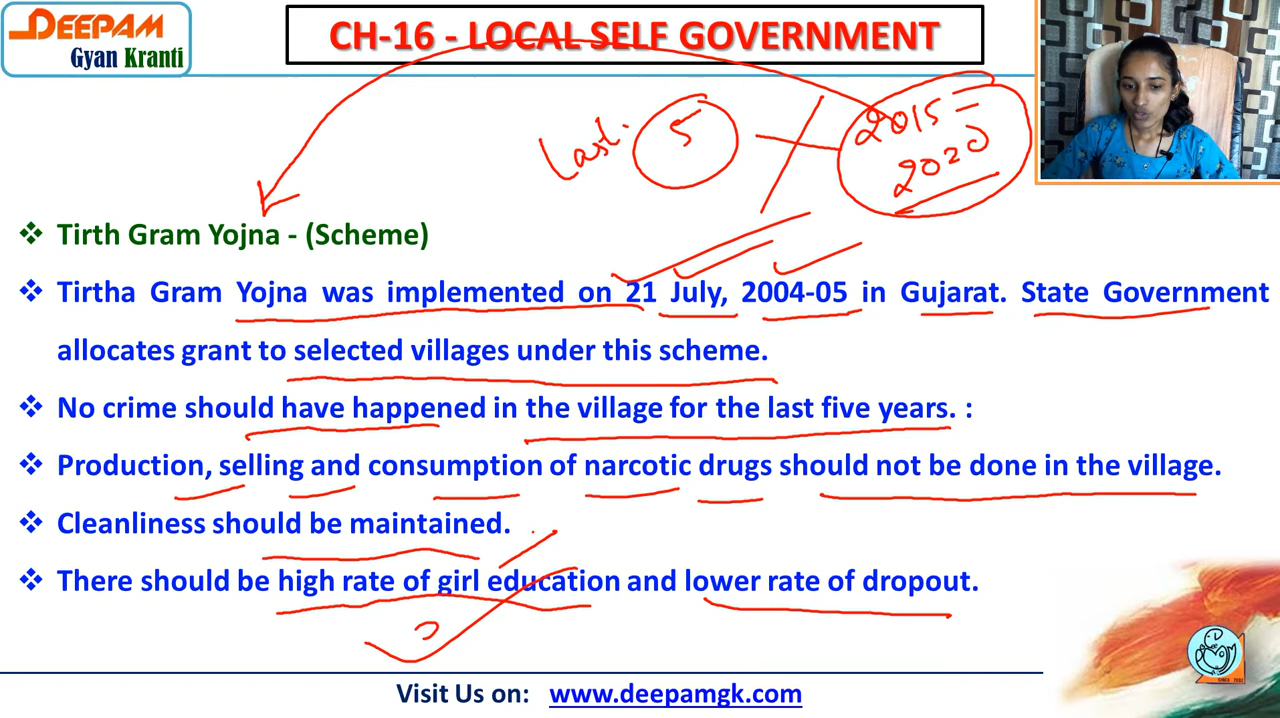 DEEPAM
Gyan Kranti
CH-16 - LOCAL SELF GOVERNMENT
Last. 5 2015 -
2020
❖ Tirth Gram Yojna - (Scheme)
❖ Tirtha Gram Yojna was implemented on 21 July, 2004-05 in Gujarat. State Government
allocates grant to selected villages under this scheme.
❖ No crime should have happened in the village for the last five years. :
❖ Production, selling and consumption of narcotic drugs should not be done in the village.
❖ Cleanliness should be maintained.
❖ There should be high rate of girl education and lower rate of dropout.
SINCE 2002
Visit Us on: www.deepamgk.com